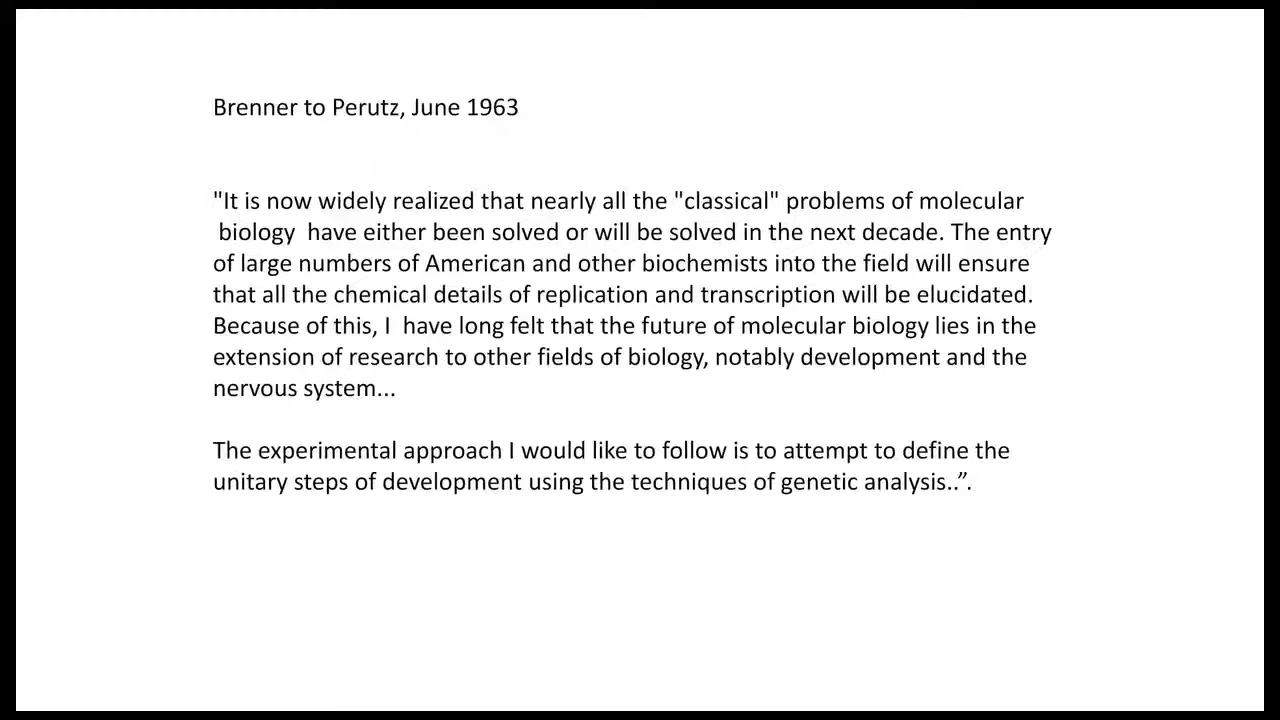 Brenner to Perutz, June 1963
"It is now widely realized that nearly all the "classical" problems of molecular
biology  have either been solved or will be solved in the next decade. The entry
of large numbers of American and other biochemists into the field will ensure
that all the chemical details of replication and transcription will be elucidated.
Because of this, I  have long felt that the future of molecular biology lies in the
extension of research to other fields of biology, notably development and the
nervous system...
The experimental approach I would like to follow is to attempt to define the
unitary steps of development using the techniques of genetic analysis..”.